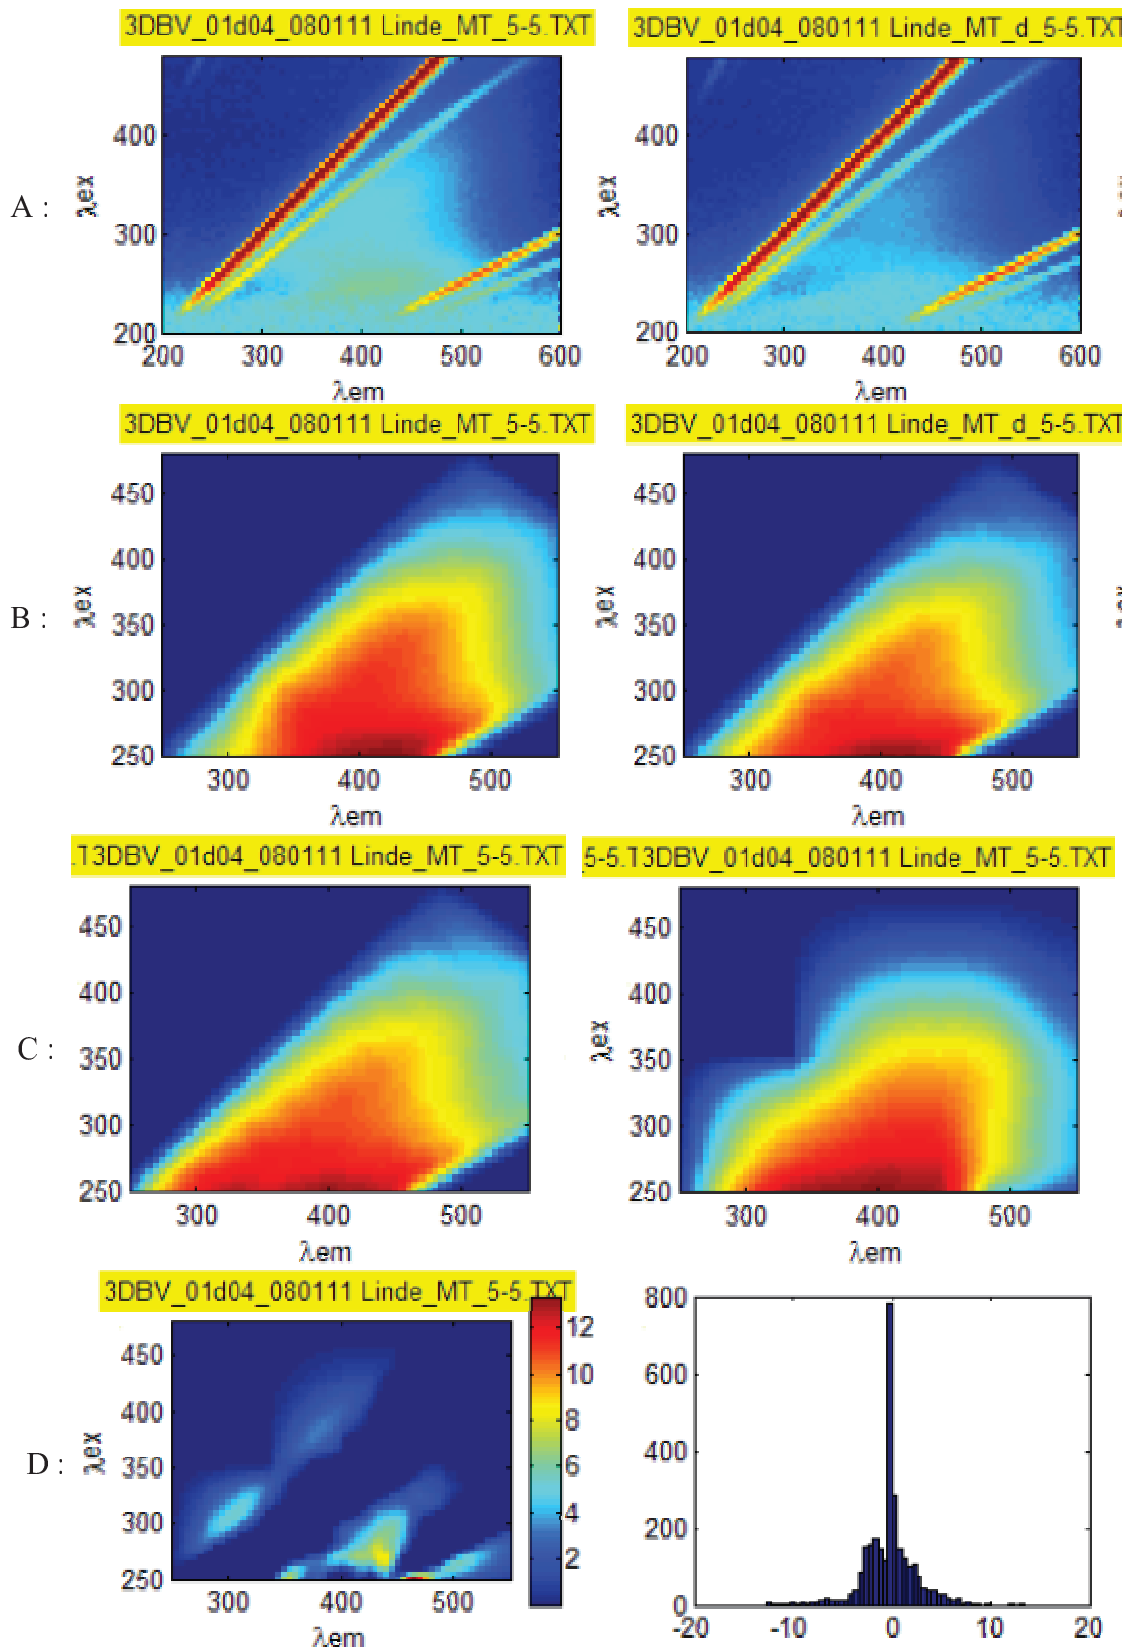 3DBV_01d04_080111 Linde_MT_5-5.TXT
3DBV_01d04_080111 Linde_MT_d_5-5.TXT
A :
λex
400
300
200
200 300 400 500 600
λem
λex
400
300
200
200 300 400 500 600
λem
3DBV_01d04_080111 Linde_MT_5-5.TXT
3DBV_01d04_080111 Linde_MT_d_5-5.TXT
B :
λex
450
400
350
300
250
300 400 500
λem
λex
450
400
350
300
250
300 400 500
λem
.T3DBV_01d04_080111 Linde_MT_5-5.TXT
_5-5.T3DBV_01d04_080111 Linde_MT_5-5.TXT
C :
450
400
350
300
250
300 400 500
λem
λex
450
400
350
300
250
300 400 500
λem
3DBV_01d04_080111 Linde_MT_5-5.TXT
D :
λex
450
400
350
300
250
300 400 500
λem
12
10
8
6
4
2
800
600
400
200
0
-20 -10 0 10 20